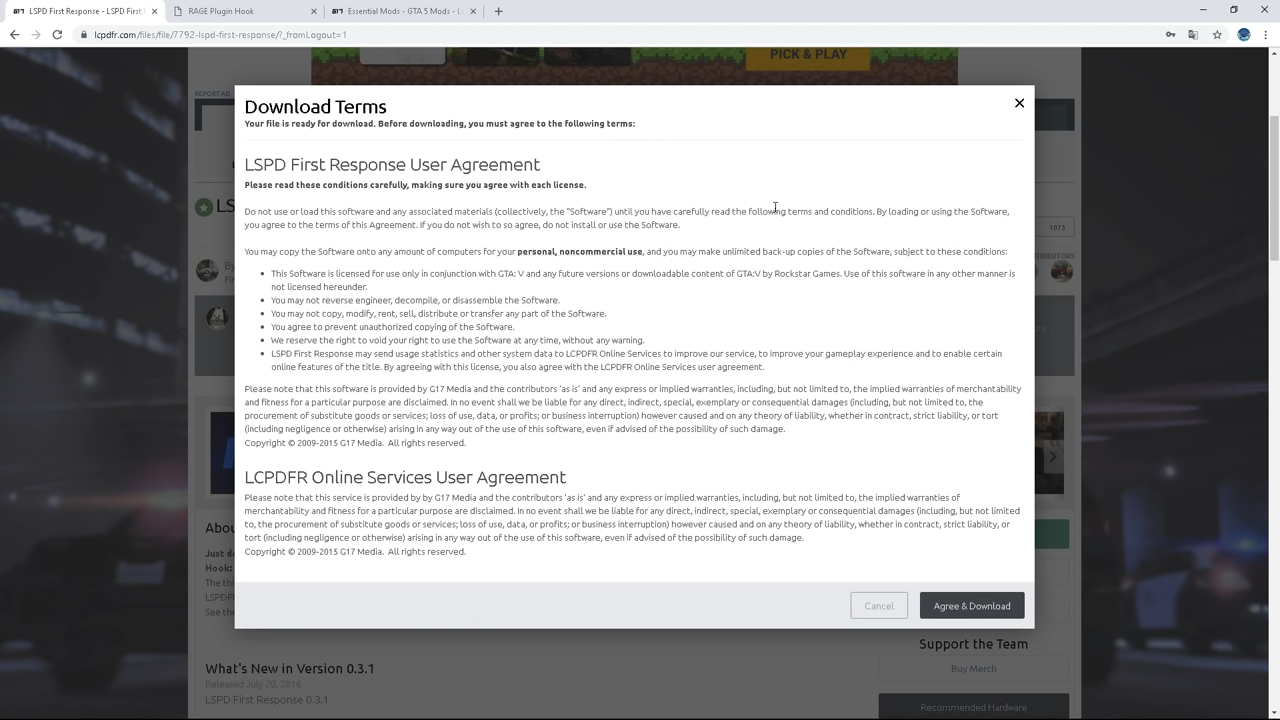 LSPD First Response - LSPD Fi
RAGE Plugin Hook
Essential Mods - GTA 5 Mods - L
lcpdfr.com/files/file/7792-lspd-first-response/?_fromLogout=1
PICK & PLAY
REPORT AD
LS
1073
By
Fir
Download Terms
Your file is ready for download. Before downloading, you must agree to the following terms:
LSPD First Response User Agreement
Please read these conditions carefully, making sure you agree with each license.
Do not use or load this software and any associated materials (collectively, the "Software") until you have carefully read the following terms and conditions. By loading or using the Software,
you agree to the terms of this Agreement. If you do not wish to so agree, do not install or use the Software.
You may copy the Software onto any amount of computers for your personal, noncommercial use, and you may make unlimited back-up copies of the Software, subject to these conditions:
This Software is licensed for use only in conjunction with GTA: V and any future versions or downloadable content of GTA:V by Rockstar Games. Use of this software in any other manner is
not licensed hereunder.
You may not reverse engineer, decompile, or disassemble the Software.
You may not copy, modify, rent, sell, distribute or transfer any part of the Software.
You agree to prevent unauthorized copying of the Software.
We reserve the right to void your right to use the Software at any time, without any warning.
LSPD First Response may send usage statistics and other system data to LCPDFR Online Services to improve our service, to improve your gameplay experience and to enable certain
online features of the title. By agreeing with this license, you also agree with the LCPDFR Online Services user agreement.
Please note that this software is provided by G17 Media and the contributors 'as is' and any express or implied warranties, including, but not limited to, the implied warranties of merchantability
and fitness for a particular purpose are disclaimed. In no event shall we be liable for any direct, indirect, special, exemplary or consequential damages (including, but not limited to, the
procurement of substitute goods or services; loss of use, data, or profits; or business interruption) however caused and on any theory of liability, whether in contract, strict liability, or tort
(including negligence or otherwise) arising in any way out of the use of this software, even if advised of the possibility of such damage.
Copyright © 2009-2015 G17 Media. All rights reserved.
LCPDFR Online Services User Agreement
Please note that this service is provided by by G17 Media and the contributors 'as is' and any express or implied warranties, including, but not limited to, the implied warranties of
merchantability and fitness for a particular purpose are disclaimed. In no event shall we be liable for any direct, indirect, special, exemplary or consequential damages (including, but not limited
to, the procurement of substitute goods or services; loss of use, data, or profits; or business interruption) however caused and on any theory of liability, whether in contract, strict liability, or
tort (including negligence or otherwise) arising in any way out of the use of this software, even if advised of the possibility of such damage.
Copyright © 2009-2015 G17 Media. All rights reserved.
Cancel
Agree & Download
Abou
Just d
Hook:
The th
LSPDF
See the
What's New in Version 0.3.1
Released July 20, 2016
LSPD First Response 0.3.1
Support the Team
Buy Merch
Recommended Hardware